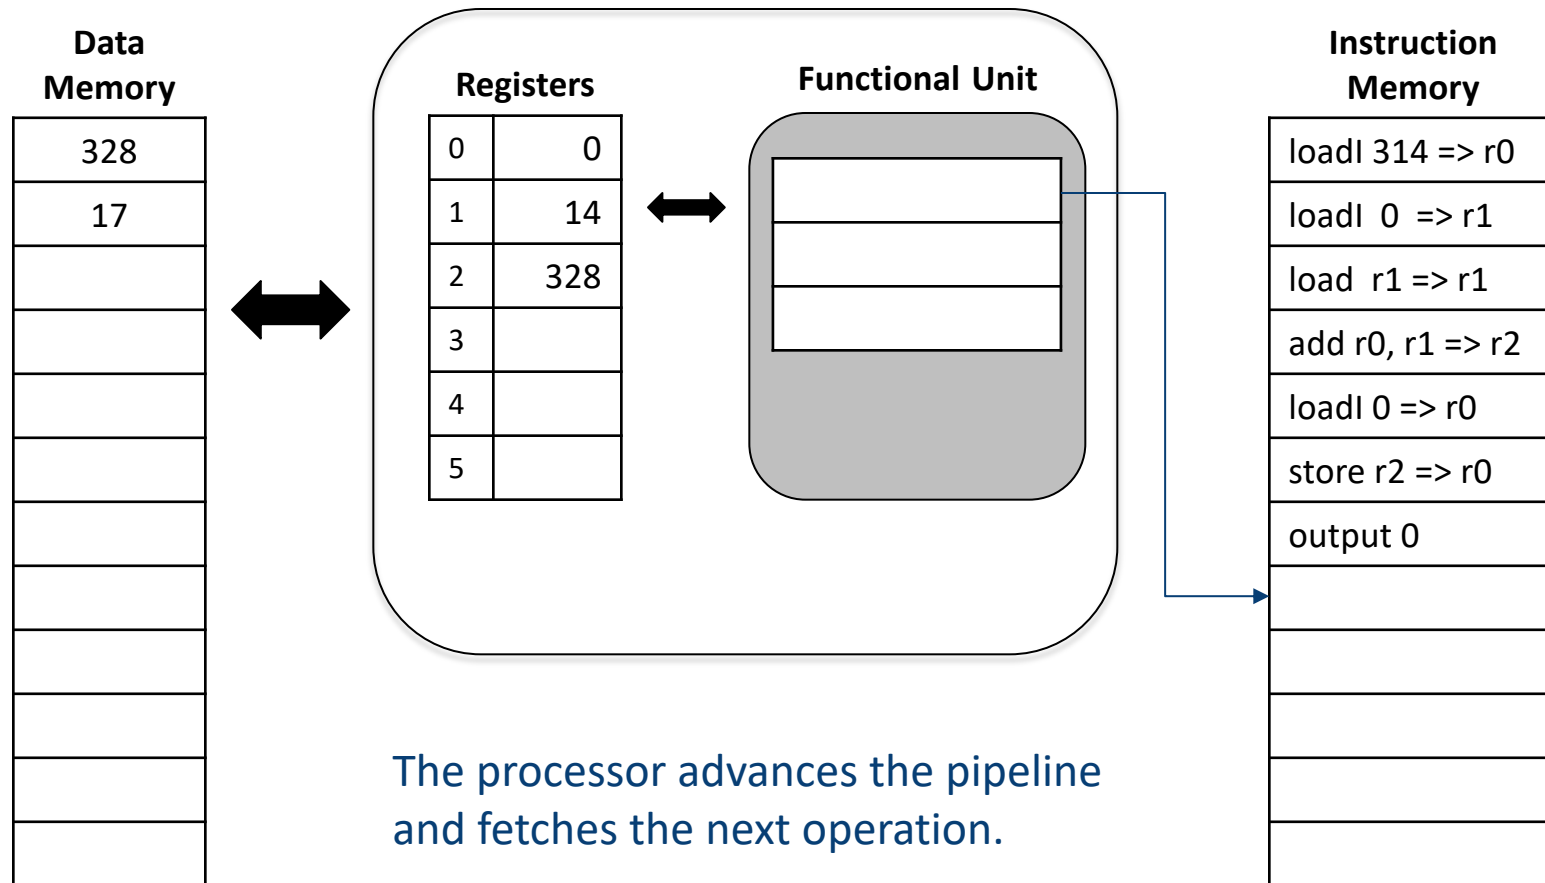 Data
Memory
328
17
Registers
0 0
1 14
2 328
3
4
5
Functional Unit
Instruction
Memory
loadI 314 => r0
loadI 0 => r1
load r1 => r1
add r0, r1 => r2
loadI 0 => r0
store r2 => r0
output 0
The processor advances the pipeline
and fetches the next operation.